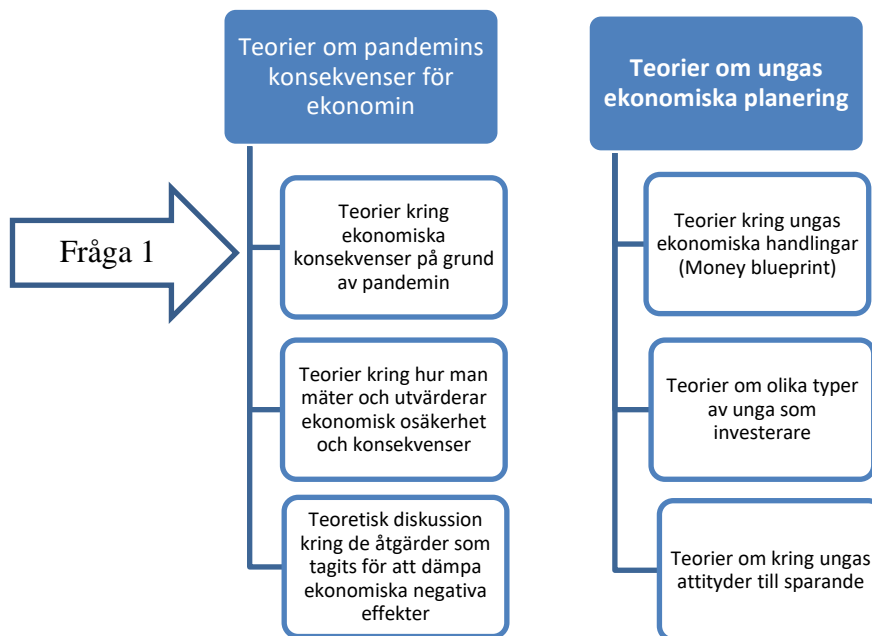 Teorier om pandemins
konsekvenser för
ekonomin
Fråga 1
Teorier kring
ekonomiska
konsekvenser på grund
av pandemin
Teorier kring hur man
mäter och utvärderar
ekonomisk osäkerhet
och konsekvenser
Teoretisk diskussion
kring de åtgärder som
tagits för att dämpa
ekonomiska negativa
effekter
Teorier om ungas
ekonomiska planering
Teorier kring ungas
ekonomiska handlingar
(Money blueprint)
Teorier om olika typer
av unga som
investerare
Teorier om kring ungas
attityder till sparande